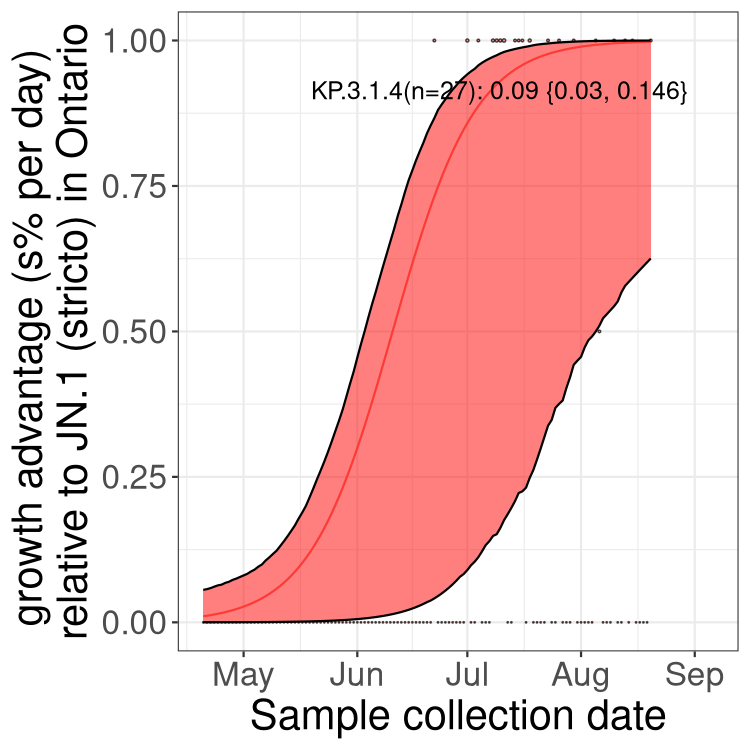 growth advantage (s% per day)
relative to JN.1 (stricto) in Ontario
1.00
0.75
0.50
0.25
0.00
KP.3.1.4(n=27): 0.09 {0.03, 0.146}
May Jun Jul Aug Sep
Sample collection date